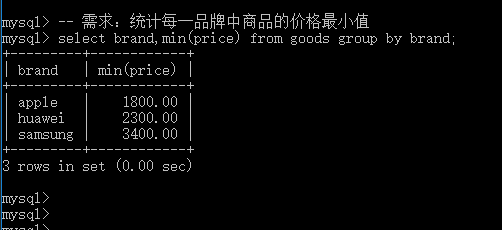 mysql> -- 需求：统计每一品牌中商品的价格最小值
mysql> select brand,min(price) from goods group by brand;
+---------+------------+
| brand   | min(price) |
+---------+------------+
| apple   |    1800.00 |
| huawei  |    2300.00 |
| samsung |    3400.00 |
+---------+------------+
3 rows in set (0.00 sec)

mysql>
mysql>
mysql>